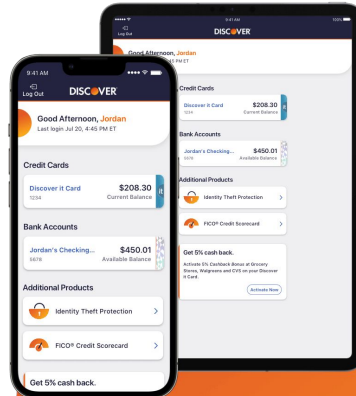 9:41 AM
Log Out
DISCOVER
Good Afternoon, Jordan
Last login Jul 20, 4:45 PM ET
Credit Cards
Discover it Card $208.30
1234 Current Balance
it
Bank Accounts
Jordan's Checking... $450.01
5678 Available Balance
Additional Products
Identity Theft Protection
FICO® Credit Scorecard
Get 5% cash back.
9:41 AM
100%
Log Out
DISCOVER
Good Afternoon, Jordan
4:45 PM ET
Credit Cards
Discover it Card $208.30
1234 Current Balance
it
Bank Accounts
Jordan's Checking... $450.01
5678 Available Balance
Additional Products
Identity Theft Protection
FICO® Credit Scorecard
Get 5% cash back.
Activate 5% Cashback Bonus at Grocery
Stores, Walgreens and CVS on your Discover
it Card.
Activate Now